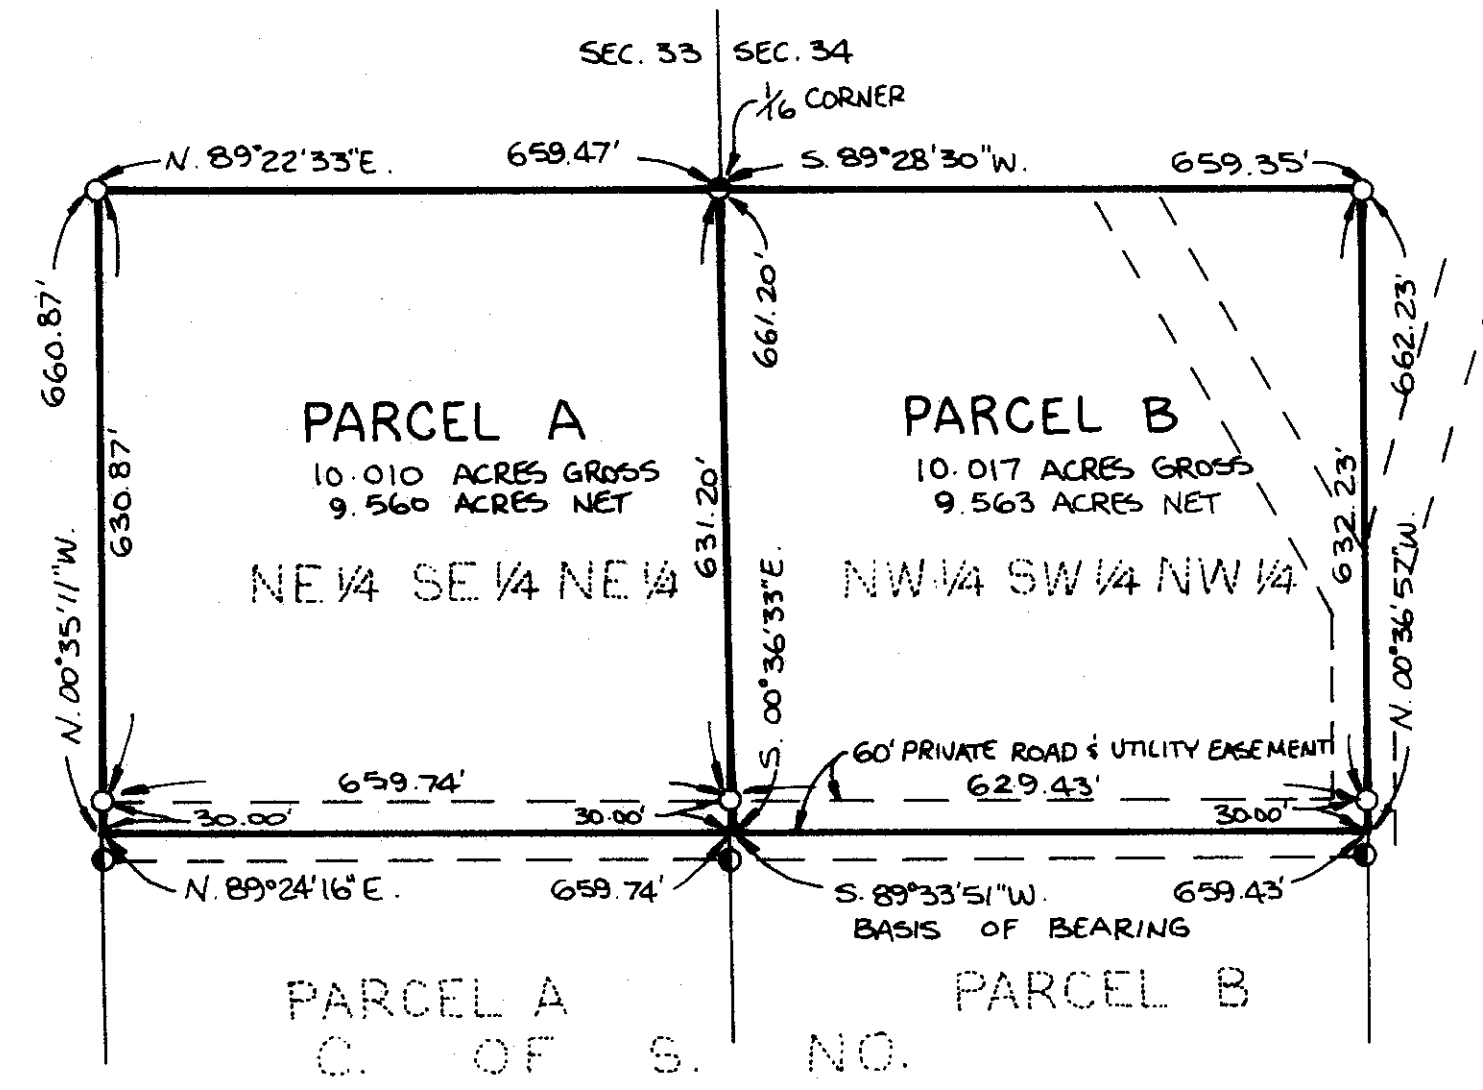 SEC. 33 SEC. 34
1/16 CORNER
N. 89°22'33"E. 659.47' S. 89°28'30"W. 659.35'
660.87'
630.87'
N. 00°35'11"W.
661.20'
631.20'
S. 00°36'33"E.
662.23'
632.23'
N. 00°36'52"W.
PARCEL A
10.010 ACRES GROSS
9.560 ACRES NET
NE 1/4 SE 1/4 NE 1/4
PARCEL B
10.017 ACRES GROSS
9.563 ACRES NET
NW 1/4 SW 1/4 NW 1/4
60' PRIVATE ROAD & UTILITY EASEMENT
659.74' 629.43'
30.00' 30.00' 30.00'
N. 89°24'16"E. 659.74' S. 89°33'51"W. 659.43'
BASIS OF BEARING
PARCEL A PARCEL B
C. OF S. NO.